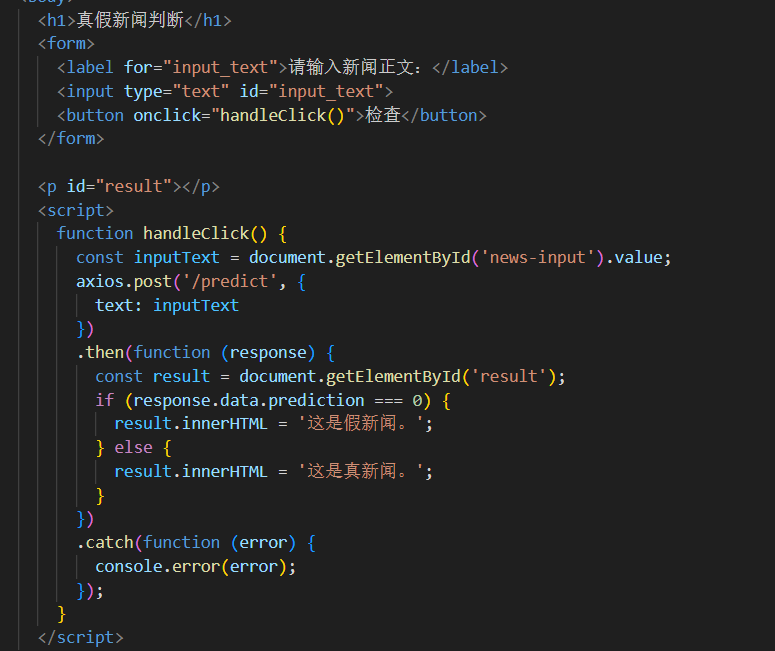 <h1>真假新闻判断</h1>
<form>
<label for="input_text">请输入新闻正文：</label>
<input type="text" id="input_text">
<button onclick="handleClick()">检查</button>
</form>
<p id="result"></p>
<script>
function handleClick() {
const inputText = document.getElementById('news-input').value;
axios.post('/predict', {
text: inputText
})
.then(function (response) {
const result = document.getElementById('result');
if (response.data.prediction === 0) {
result.innerHTML = '这是假新闻。';
} else {
result.innerHTML = '这是真新闻。';
}
})
.catch(function (error) {
console.error(error);
});
}
</script>